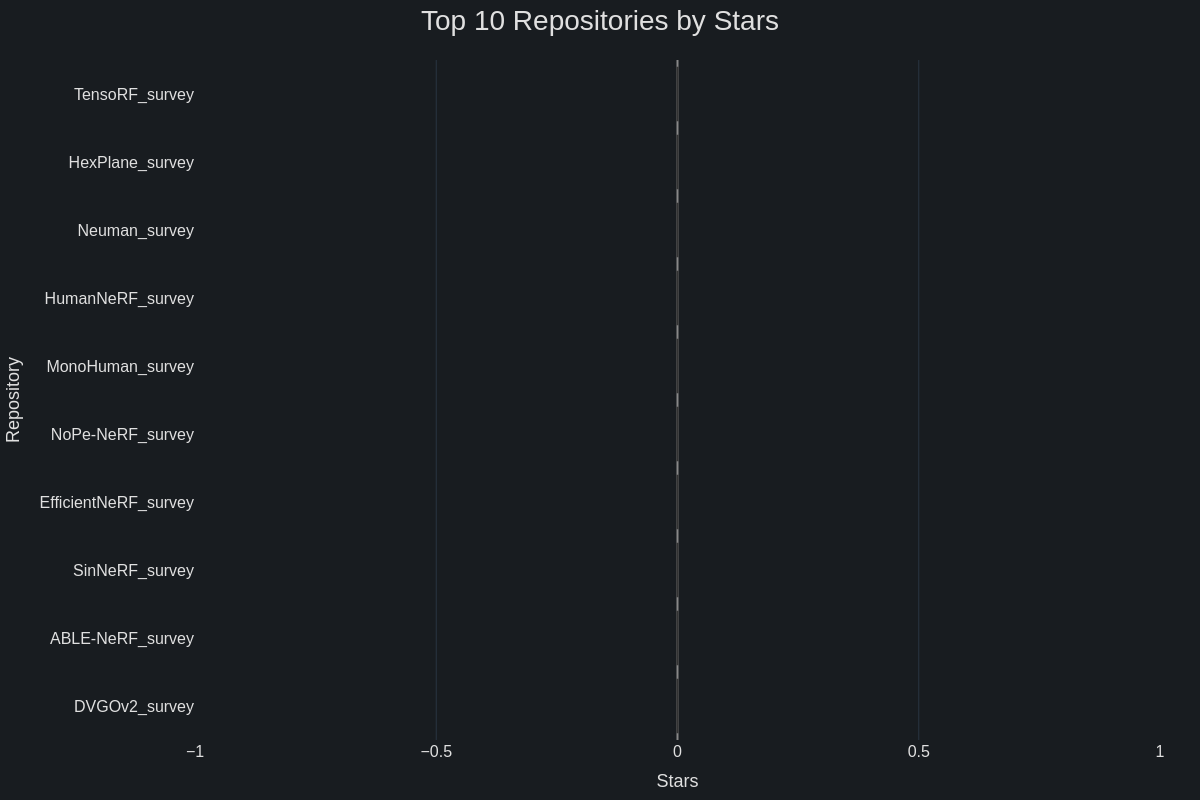 Top 10 Repositories by Stars
Repository
TensoRF_survey
HexPlane_survey
Neuman_survey
HumanNeRF_survey
MonoHuman_survey
NoPe-NeRF_survey
EfficientNeRF_survey
SinNeRF_survey
ABLE-NeRF_survey
DVGOv2_survey
−1 −0.5 0 0.5 1
Stars